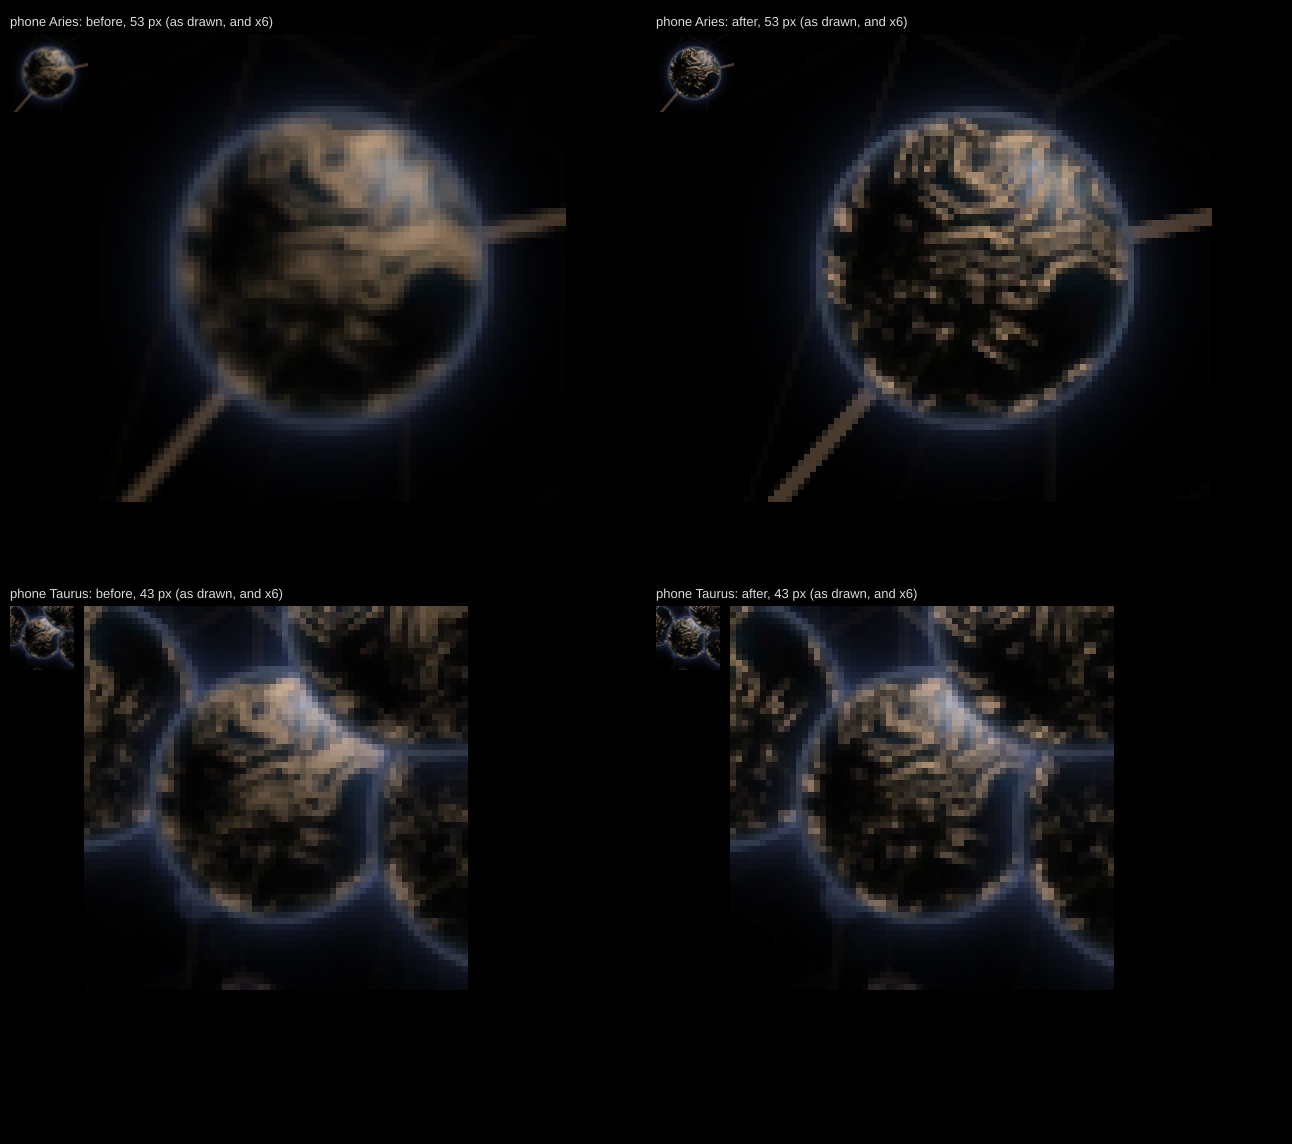 phone Aries: before, 53 px (as drawn, and x6)
phone Aries: after, 53 px (as drawn, and x6)
phone Taurus: before, 43 px (as drawn, and x6)
phone Taurus: after, 43 px (as drawn, and x6)